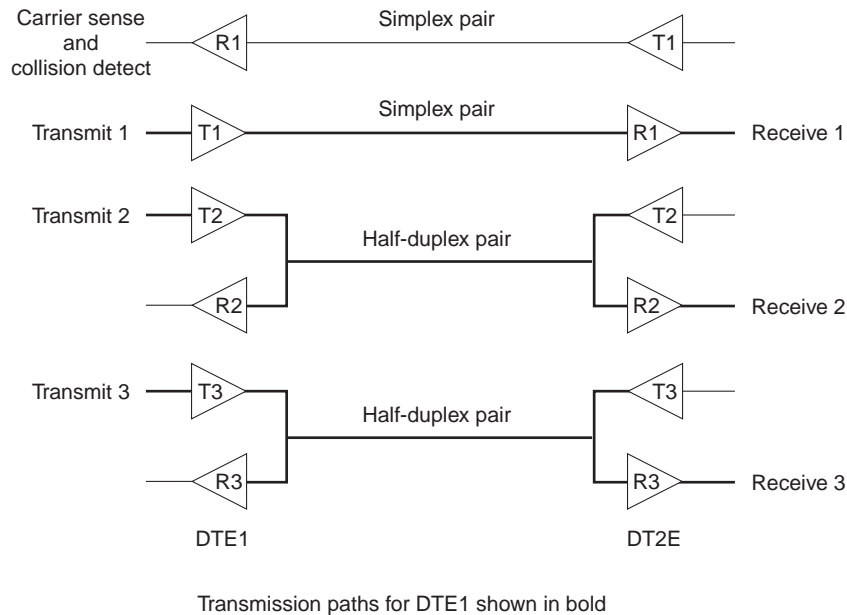 Carrier sense
and
collision detect
R1
Simplex pair
T1
Transmit 1
T1
Simplex pair
R1
Receive 1
Transmit 2
T2
T2
Half-duplex pair
R2
R2
Receive 2
Transmit 3
T3
T3
Half-duplex pair
R3
R3
Receive 3
DTE1
DT2E
Transmission paths for DTE1 shown in bold